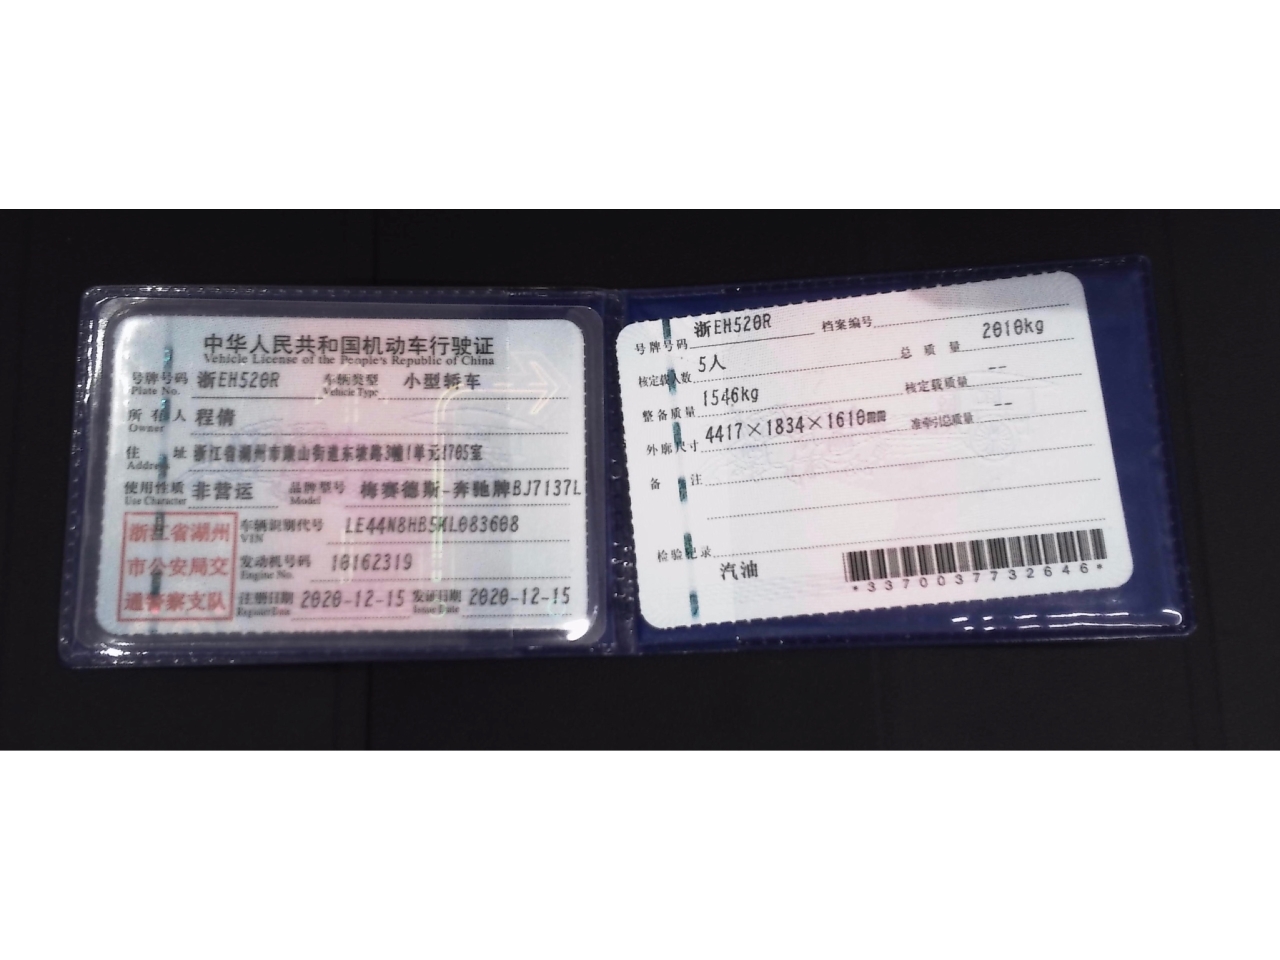 中华人民共和国机动车行驶证
Vehicle License of the People's Republic of China
号牌号码 浙EH520R 车辆类型 小型轿车
Plate No. Vehicle Type
所有人 程倩
Owner
住址 浙江省湖州市康山街道东坡路3幢1单元1705室
Address
使用性质 非营运 品牌型号 梅赛德斯-奔驰牌BJ7137L
Use Character Model
浙江省湖州
市公安局交
通警察支队
车辆识别代号 LE44N8HB5KL083608
VIN
发动机号码 10162319
Engine No.
注册日期 2020-12-15 发证日期 2020-12-15
Register Date Issue Date
号牌号码 浙EH520R 档案编号
核定载人数 5人 总质量 2010kg
整备质量 1546kg 核定载质量 --
外廓尺寸 4417×1834×1610mm 准牵引总质量 --
备注
检验记录
汽油
*3370037732646*